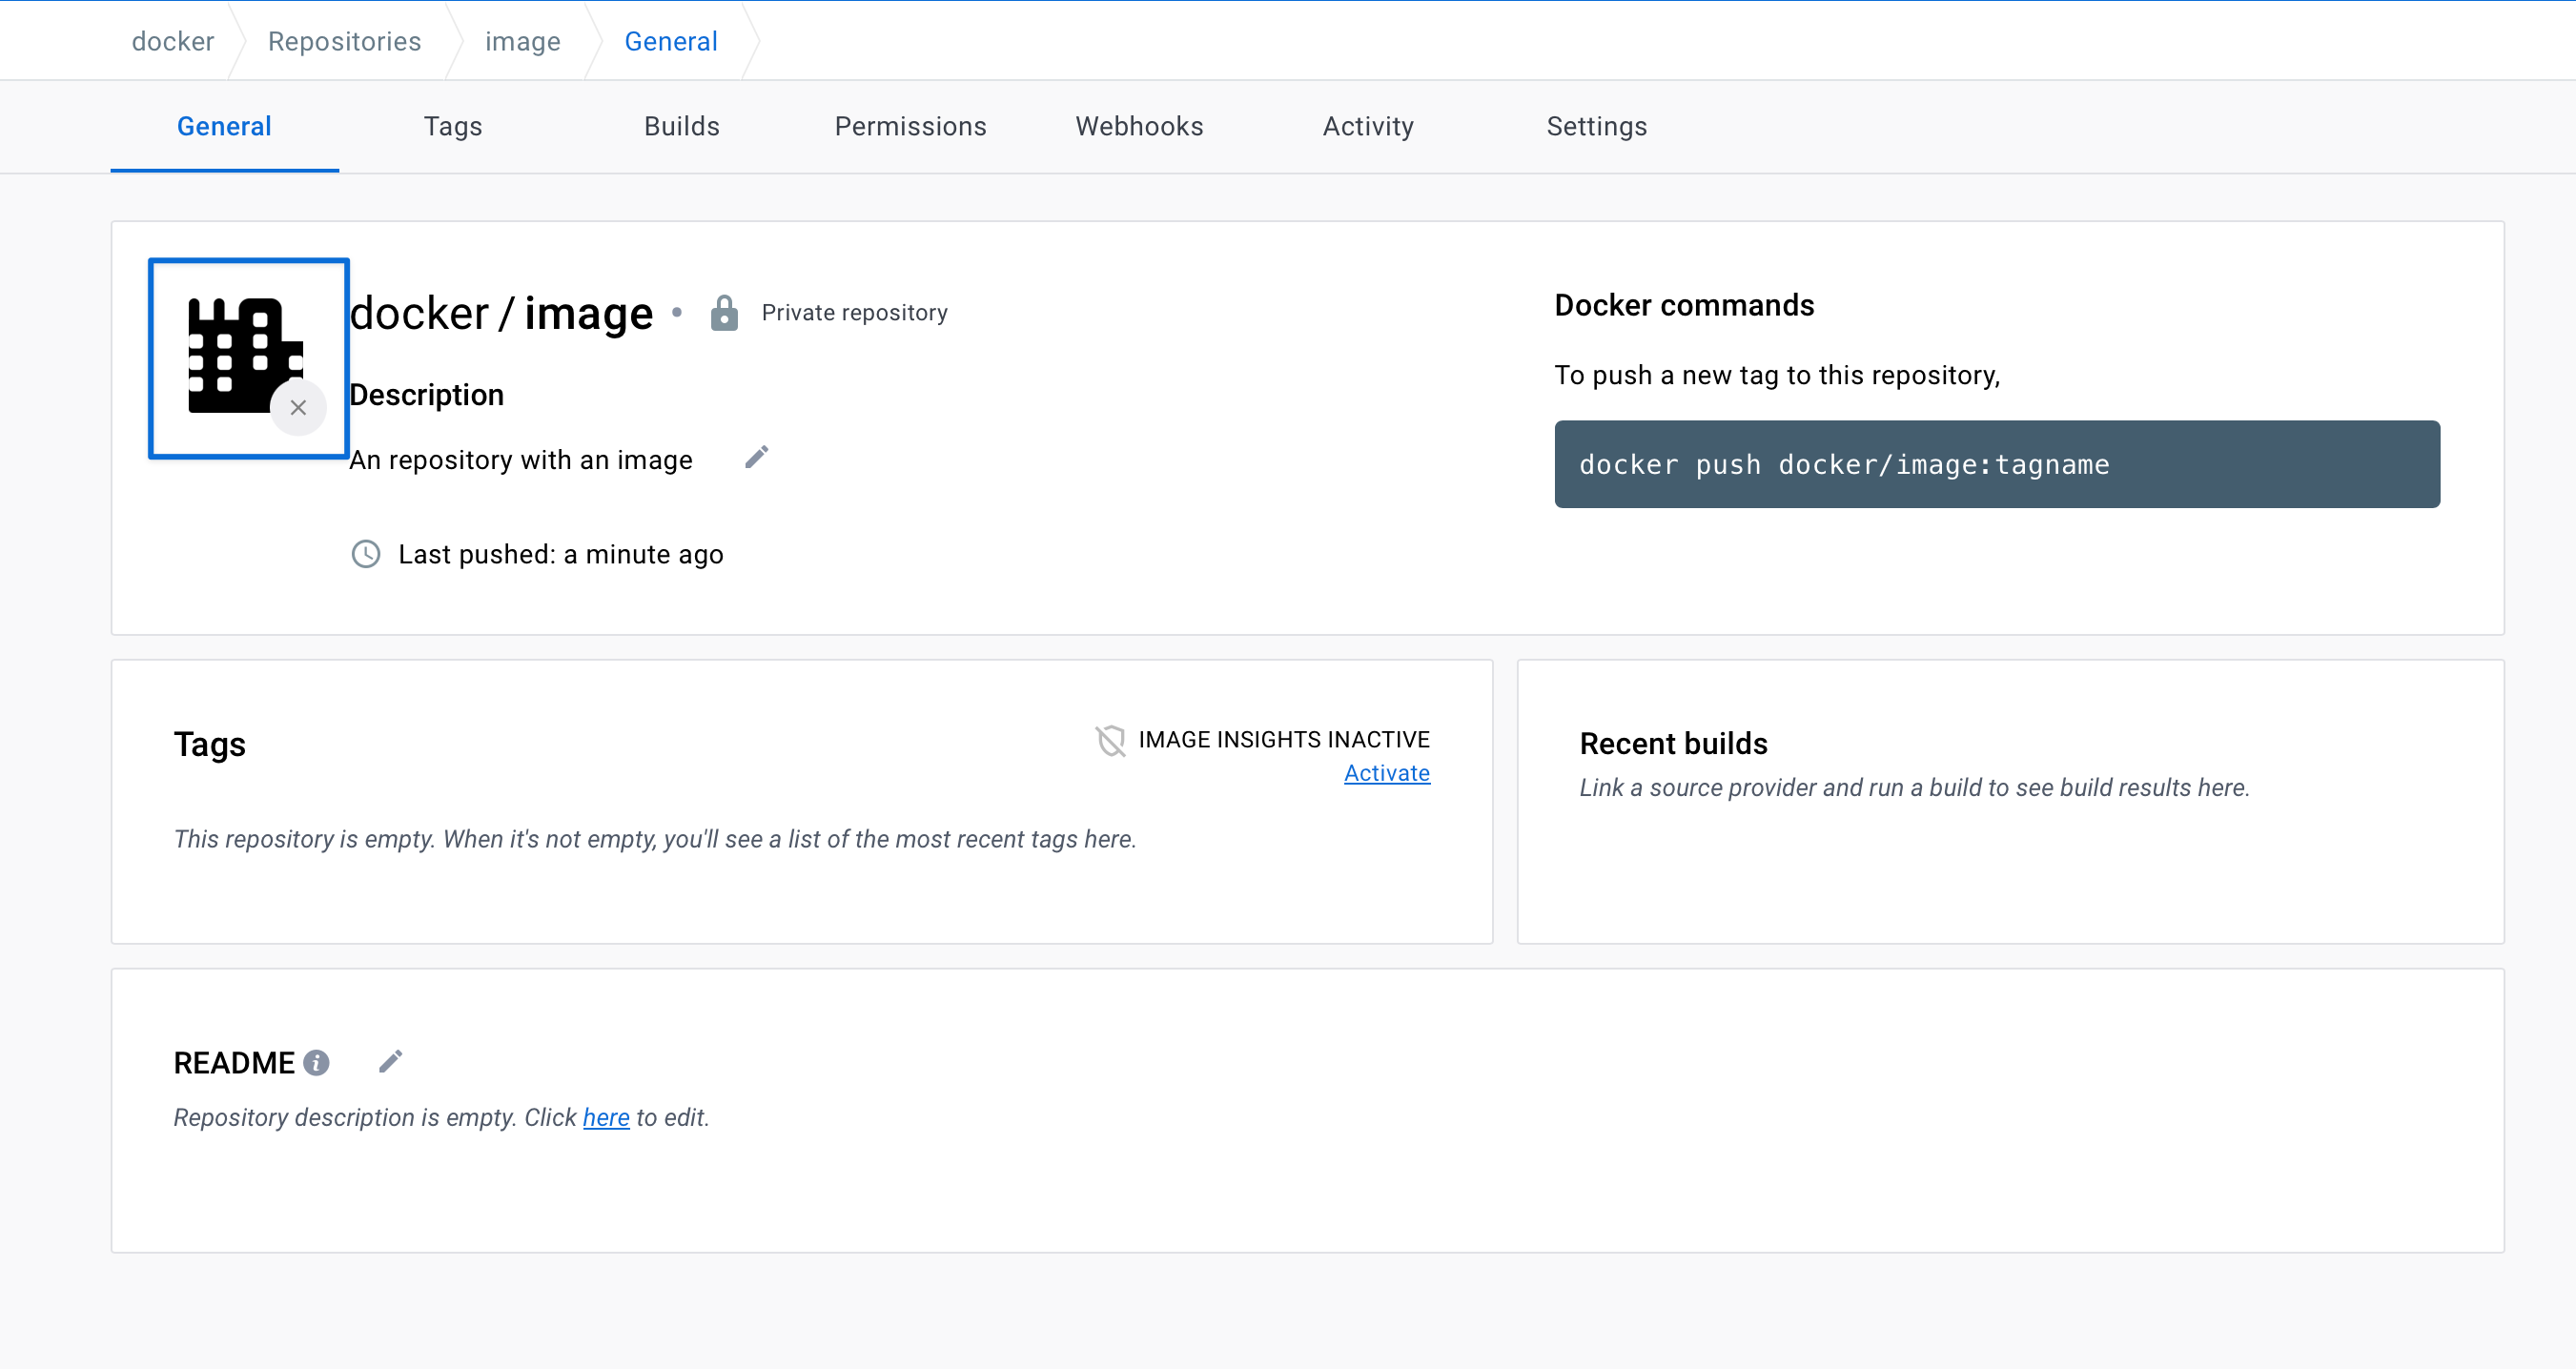 docker Repositories image General
General Tags Builds Permissions Webhooks Activity Settings
docker / image • Private repository
Description
An repository with an image
Last pushed: a minute ago
Docker commands
To push a new tag to this repository,
docker push docker/image:tagname
Tags
IMAGE INSIGHTS INACTIVE
Activate
This repository is empty. When it's not empty, you'll see a list of the most recent tags here.
Recent builds
Link a source provider and run a build to see build results here.
README
Repository description is empty. Click here to edit.